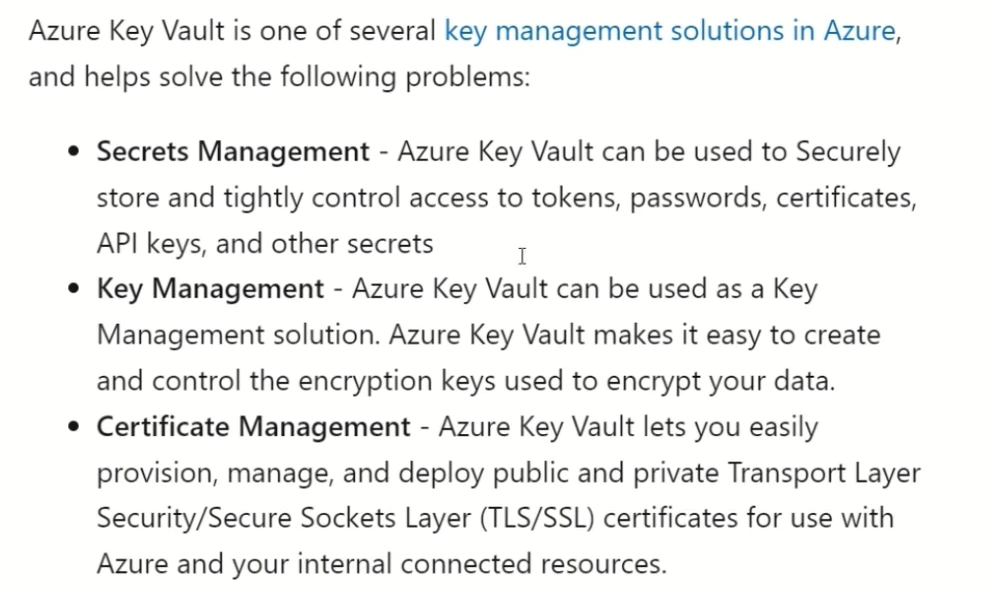 Azure Key Vault is one of several key management solutions in Azure,
and helps solve the following problems:
• Secrets Management - Azure Key Vault can be used to Securely
store and tightly control access to tokens, passwords, certificates,
API keys, and other secrets
• Key Management - Azure Key Vault can be used as a Key
Management solution. Azure Key Vault makes it easy to create
and control the encryption keys used to encrypt your data.
• Certificate Management - Azure Key Vault lets you easily
provision, manage, and deploy public and private Transport Layer
Security/Secure Sockets Layer (TLS/SSL) certificates for use with
Azure and your internal connected resources.